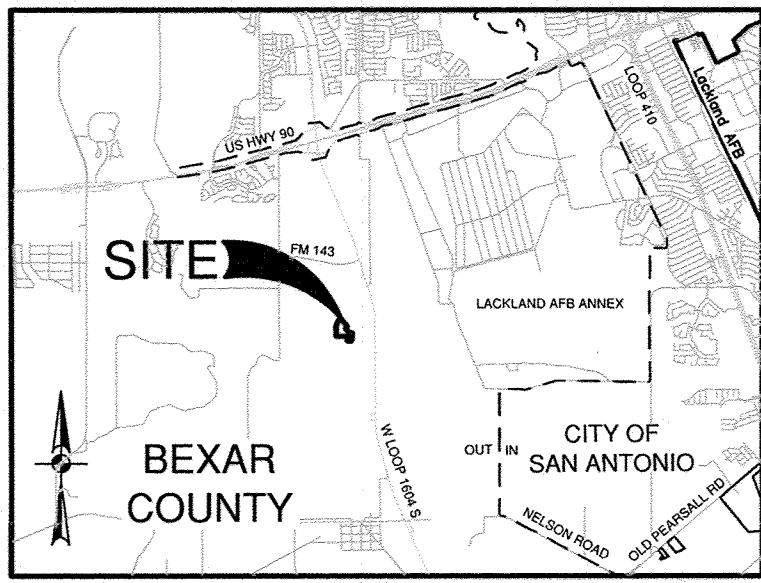 LOOP 410
Lackland AFB
US HWY 90
SITE
FM 143
LACKLAND AFB ANNEX
W LOOP 1604 S
OUT IN
CITY OF
SAN ANTONIO
BEXAR
COUNTY
NELSON ROAD
OLD PEARSALL RD